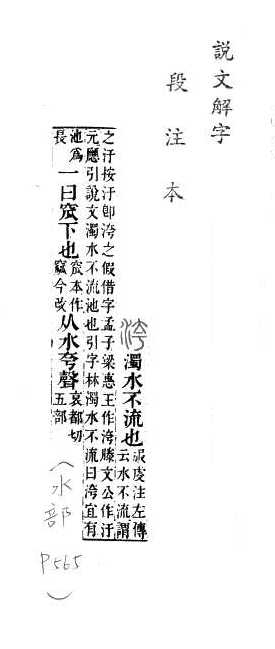 說文解字
段注本
洿 濁水不流也 服虔注左傳
云水不流謂
之汙按汙卽洿之假借字孟子梁惠王作洿滕文公作汙
元應引說文濁水不流池也引字林濁水不流曰洿宜有
池爲
長 一曰窊下也 窊本作
窳今改 从水夸聲 哀都切
五部
(水部
P565)